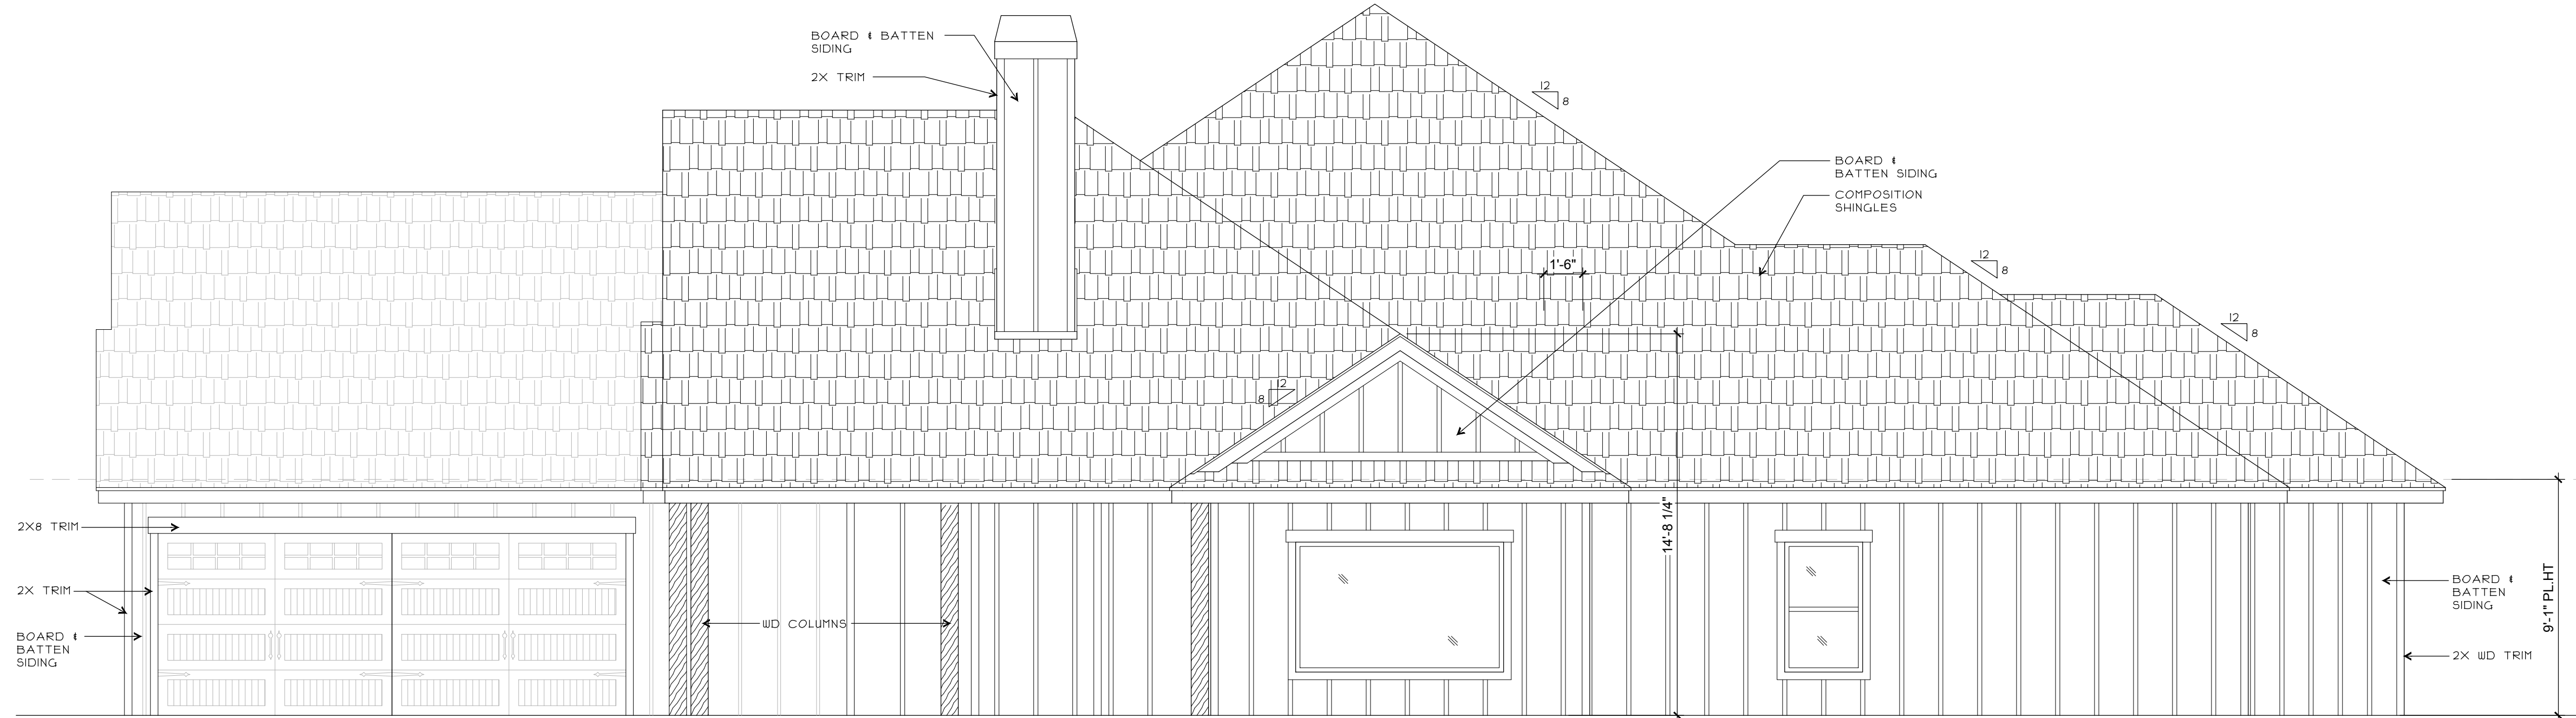 BOARD & BATTEN
SIDING
2X TRIM
12
8
BOARD &
BATTEN SIDING
COMPOSITION
SHINGLES
1'-6"
12
8
12
8
12
8
14'-8 1/4"
2X8 TRIM
2X TRIM
BOARD &
BATTEN
SIDING
WD COLUMNS
BOARD &
BATTEN
SIDING
2X WD TRIM
9'-1" PL.HT